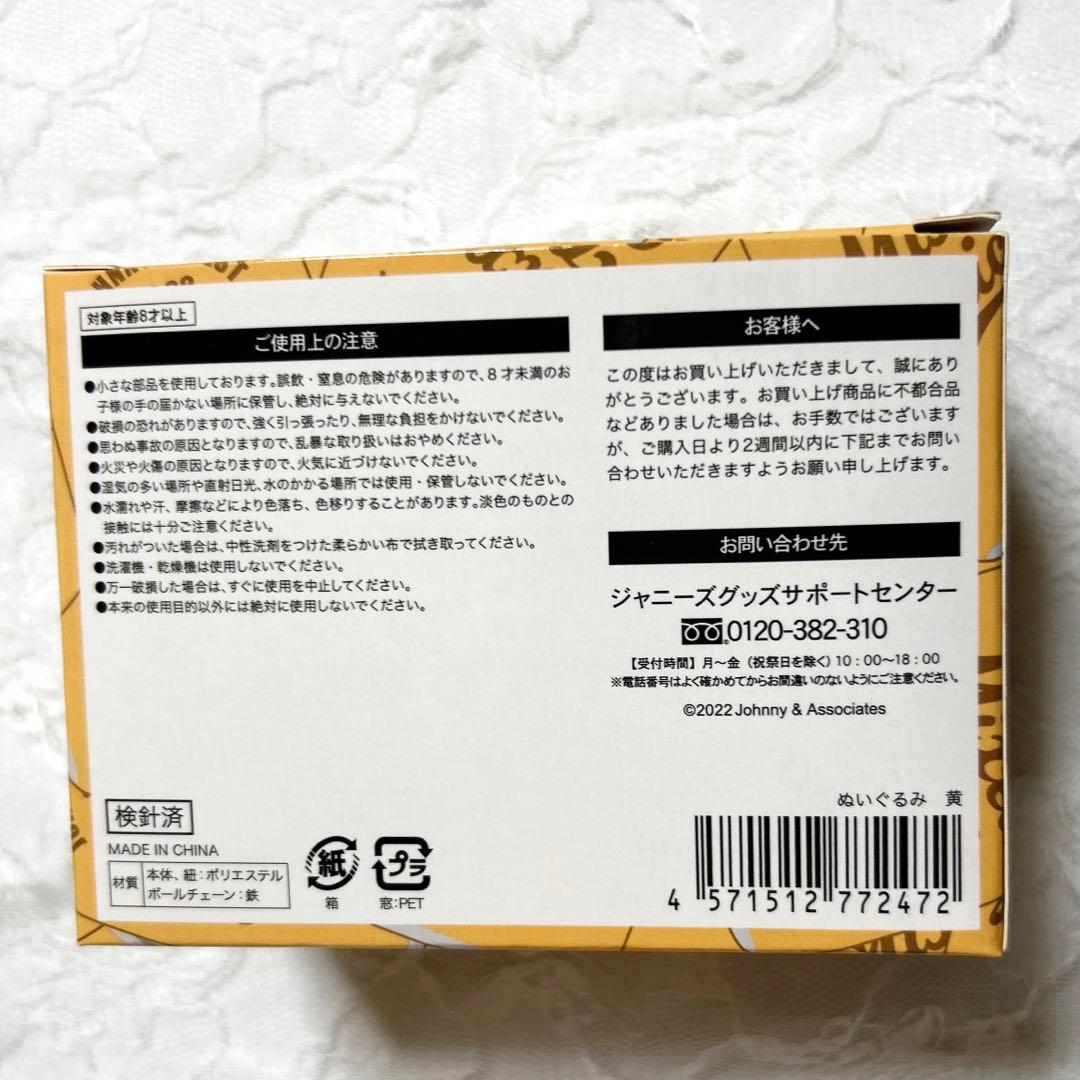 対象年齢8才以上
ご使用上の注意
●小さな部品を使用しております。誤飲・窒息の危険がありますので、8才未満のお
子様の手の届かない場所に保管し、絶対に与えないでください。
●破損の恐れがありますので、強く引っ張ったり、無理な負担をかけないでください。
●思わぬ事故の原因となりますので、乱暴な取り扱いはおやめください。
●火災や火傷の原因となりますので、火気に近づけないでください。
●湿気の多い場所や直射日光、水のかかる場所では使用・保管しないでください。
●水濡れや汗、摩擦などにより色落ち、色移りすることがあります。淡色のものとの
接触には十分ご注意ください。
●汚れがついた場合は、中性洗剤をつけた柔らかい布で拭き取ってください。
●洗濯機・乾燥機は使用しないでください。
●万一破損した場合は、すぐに使用を中止してください。
●本来の使用目的以外には絶対に使用しないでください。
お客様へ
この度はお買い上げいただきまして、誠にあり
がとうございます。お買い上げ商品に不都合品
などありました場合は、お手数ではございます
が、ご購入日より2週間以内に下記までお問い
合わせいただきますようお願い申し上げます。
お問い合わせ先
ジャニーズグッズサポートセンター
0120-382-310
【受付時間】月〜金(祝祭日を除く)10:00〜18:00
※電話番号はよく確かめてからお間違いのないようにご注意ください。
©2022 Johnny & Associates
検針済
MADE IN CHINA
材質
本体、紐:ポリエステル
ボールチェーン:鉄
紙
箱
プラ
窓:PET
ぬいぐるみ 黄
4 571512 772472